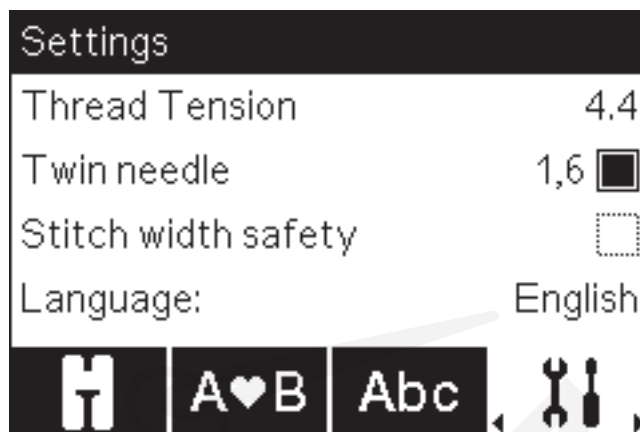 Settings
Thread Tension 4.4
Twin needle 1,6
Stitch width safety
Language: English
A♥B Abc